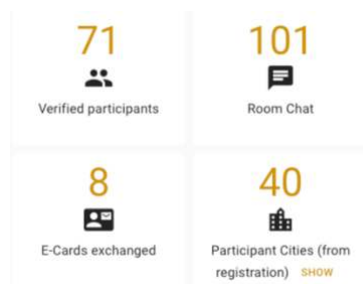 71
101
Verified participants
Room Chat
8
40
E-Cards exchanged
Participant Cities (from
registration) SHOW